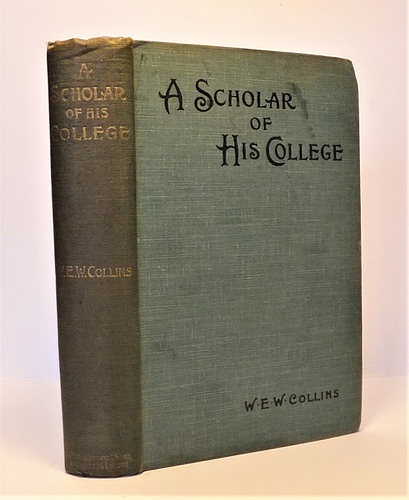 A
SCHOLAR
OF HIS
COLLEGE
W.E.W. COLLINS
A SCHOLAR
OF
HIS COLLEGE
W·E·W·COLLINS